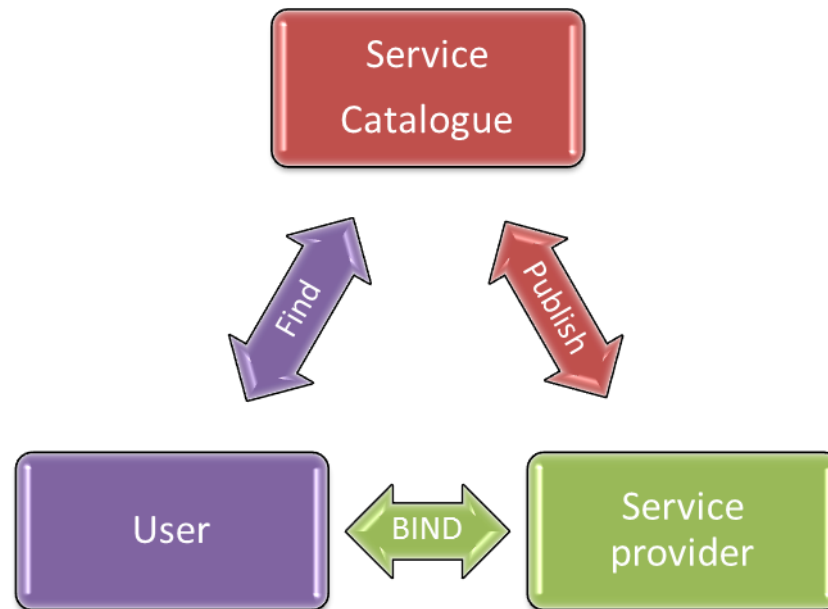 Service
Catalogue
Find
Publish
User
BIND
Service
provider